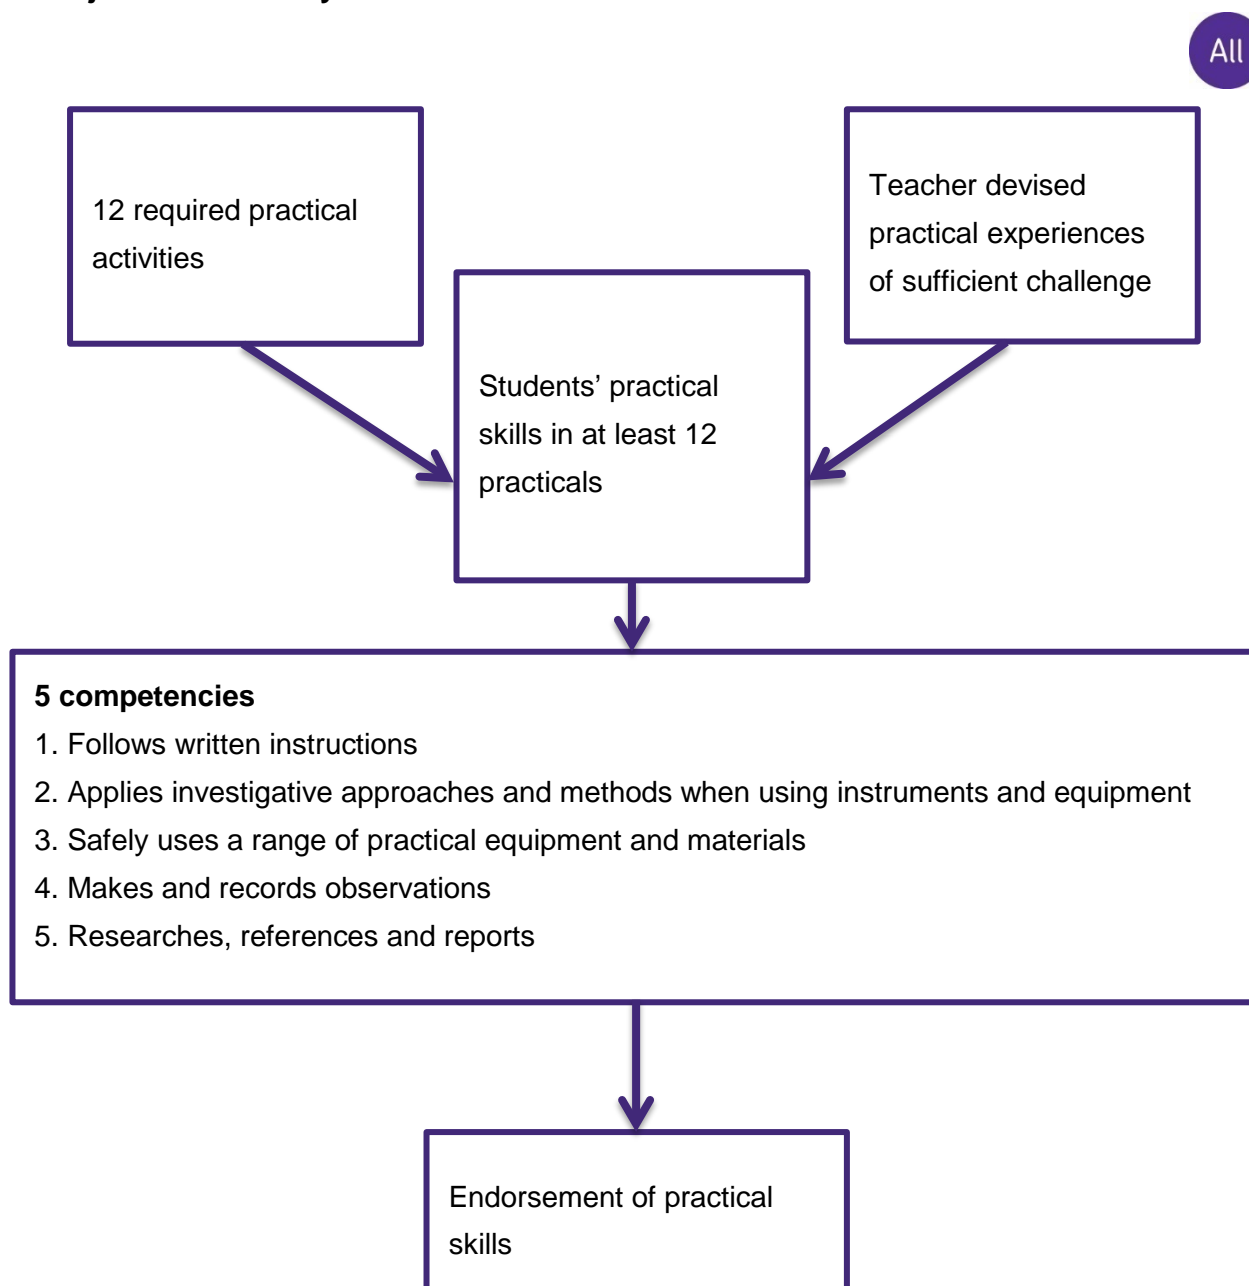 All
12 required practical
activities
Teacher devised
practical experiences
of sufficient challenge
Students’ practical
skills in at least 12
practicals
5 competencies
1. Follows written instructions
2. Applies investigative approaches and methods when using instruments and equipment
3. Safely uses a range of practical equipment and materials
4. Makes and records observations
5. Researches, references and reports
Endorsement of practical
skills